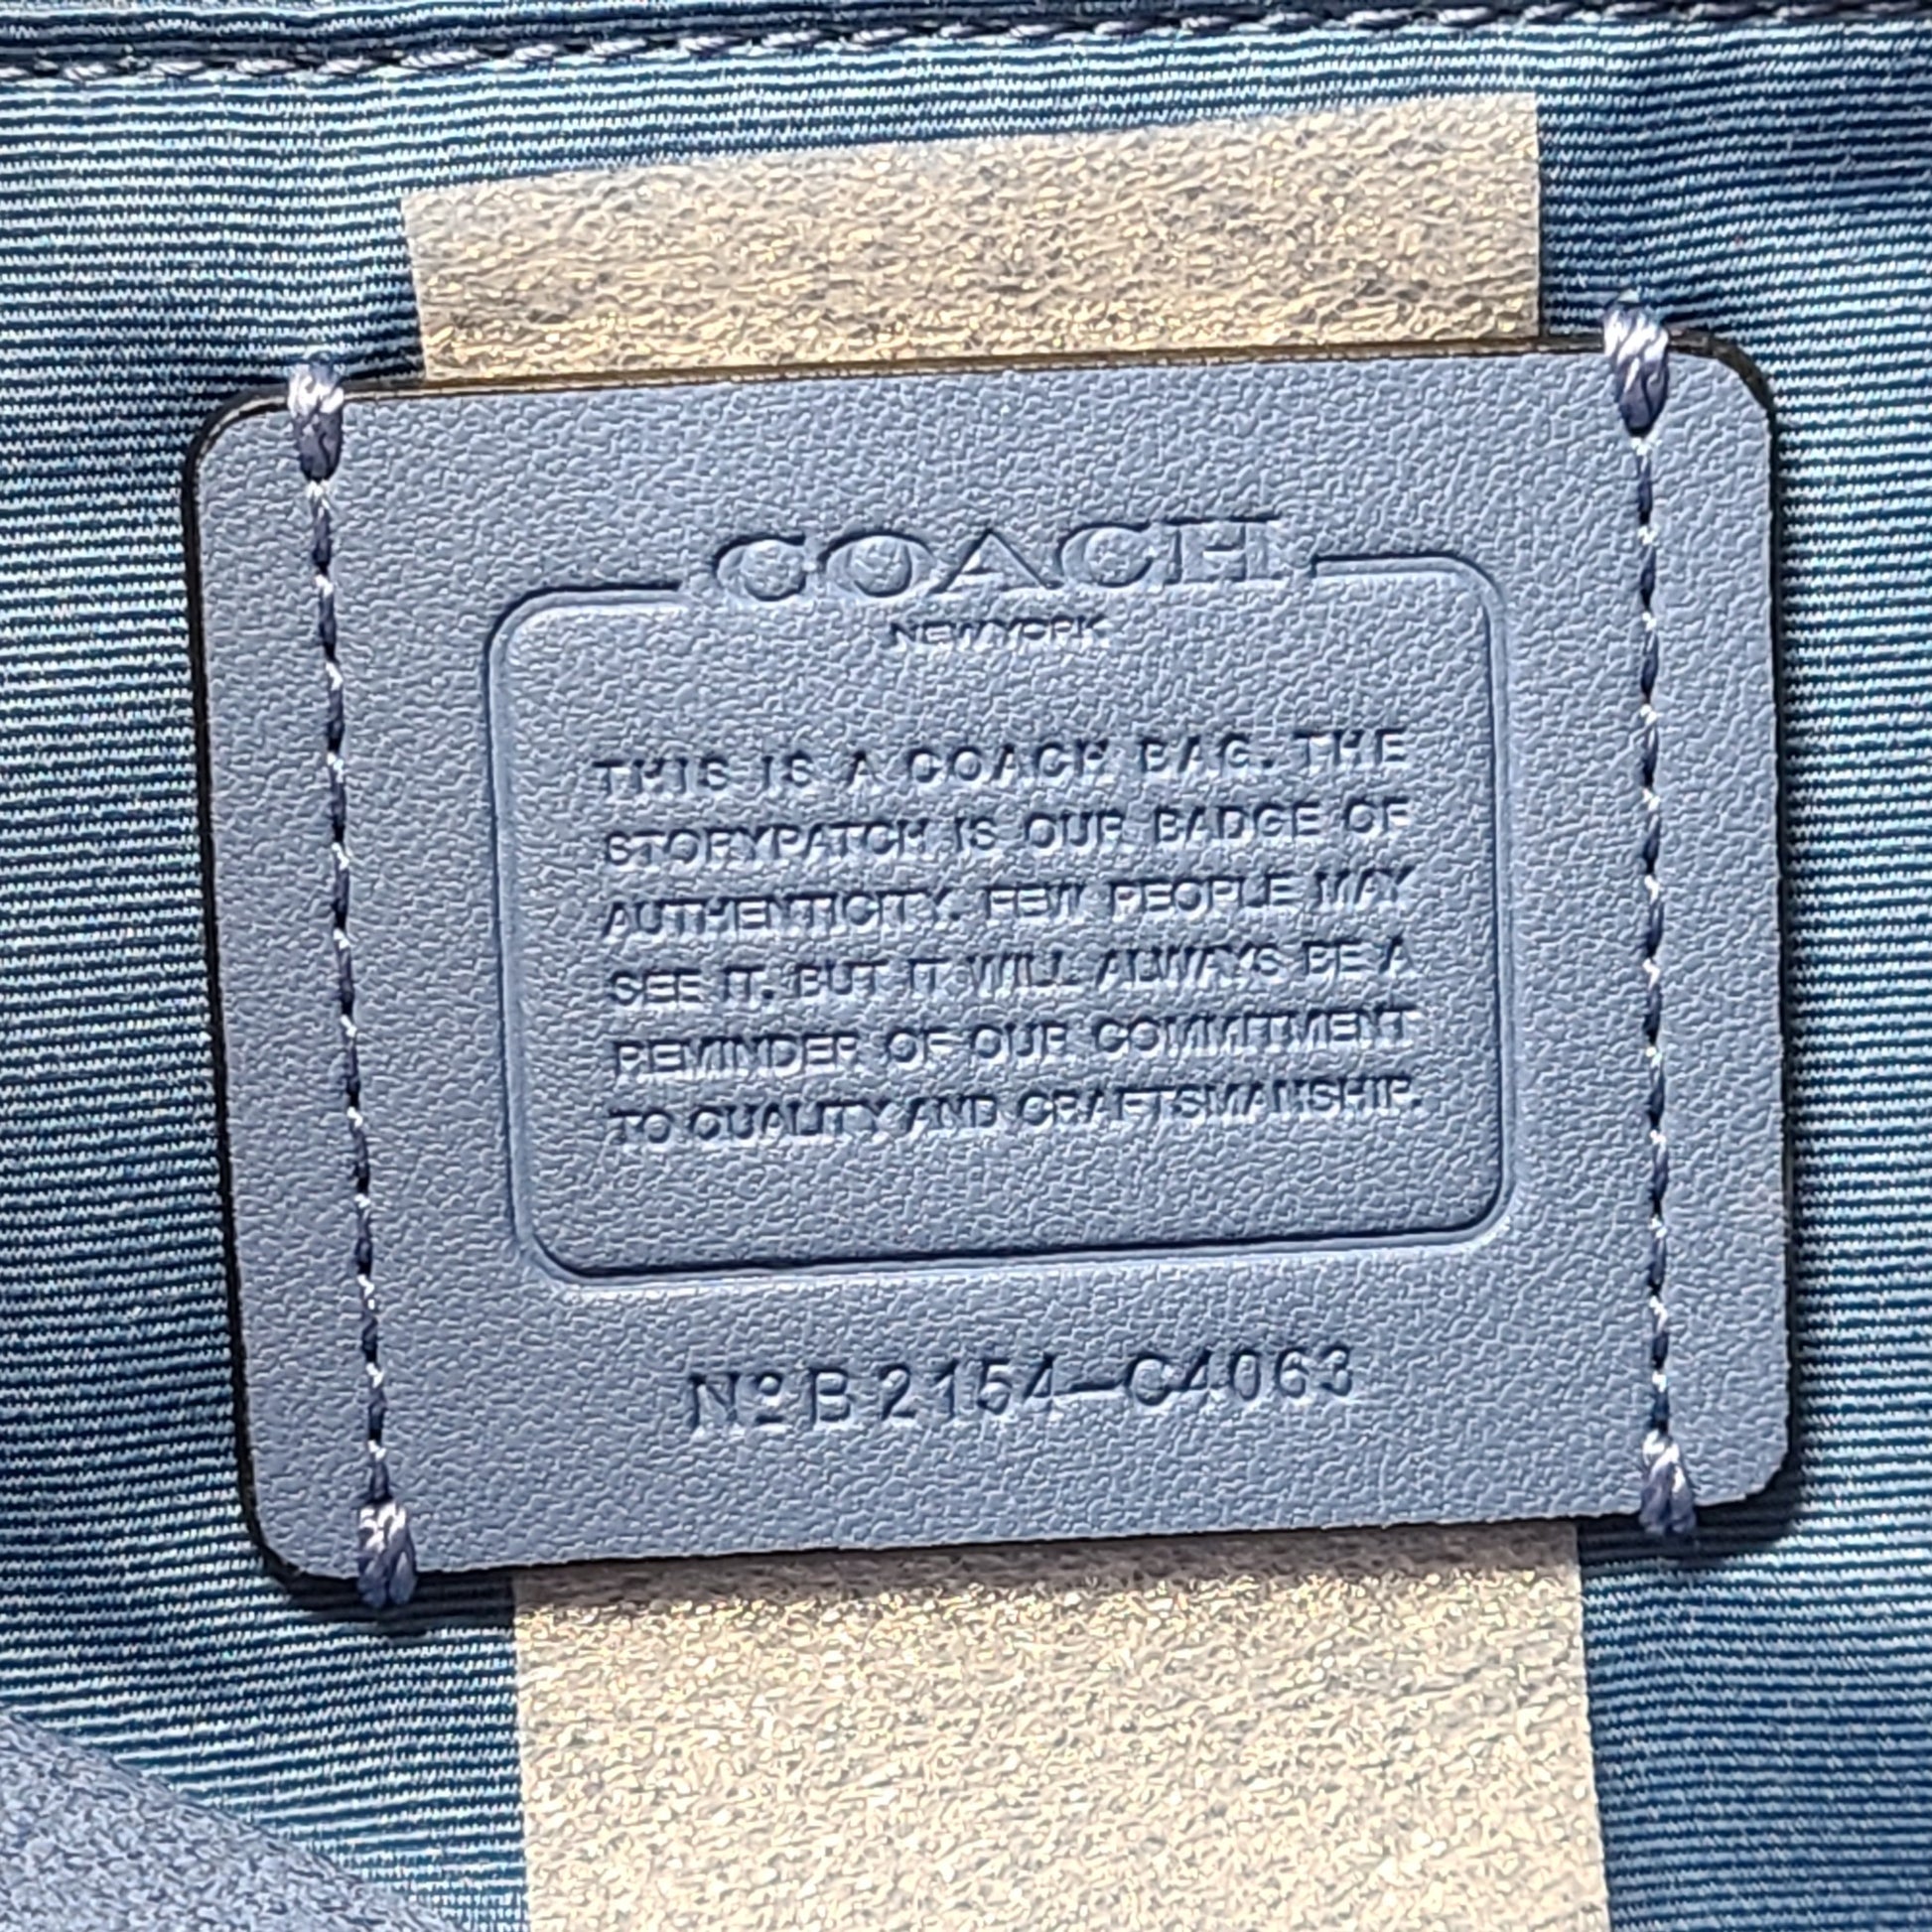 COACH
NEW YORK
THIS IS A COACH BAG. THE
STORYPATCH IS OUR BADGE OF
AUTHENTICITY. FEW PEOPLE MAY
SEE IT. BUT IT WILL ALWAYS BE A
REMINDER OF OUR COMMITMENT
TO QUALITY AND CRAFTSMANSHIP.
Nº B2154-C4063